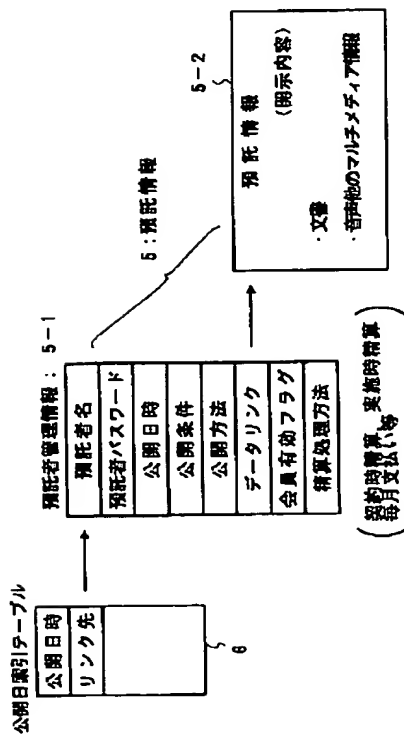 公開日索引テーブル
公開日時
リンク先
6
預託者管理情報: 5-1
預託者名
預託者パスワード
公開日時
公開条件
公開方法
データリンク
会員有効フラグ
精算処理方法
(契約時精算、実施時精算
毎月支払い等)
5:預託情報
5-2
預託情報
(開示内容)
・文書
・音声他のマルチメディア情報